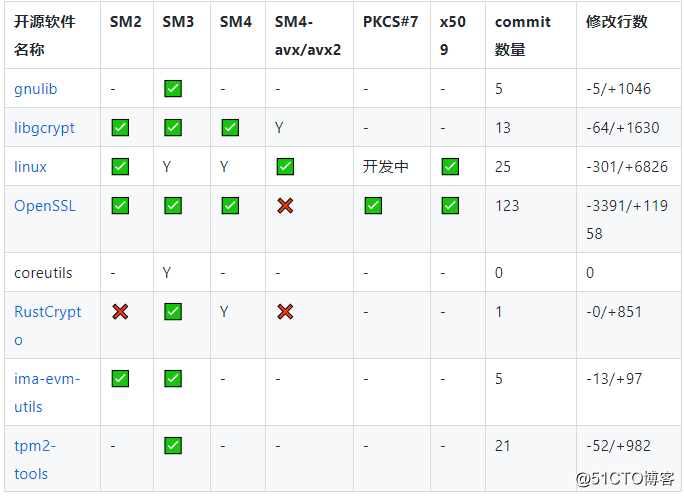 开源软件名称 SM2 SM3 SM4 SM4-avx/avx2 PKCS#7 x509 commit数量 修改行数
gnulib - ✅ - - - - 5 -5/+1046
libgcrypt ✅ ✅ ✅ Y - - 13 -64/+1630
linux ✅ Y Y ✅ 开发中 ✅ 25 -301/+6826
OpenSSL ✅ ✅ ✅ ❌ ✅ ✅ 123 -3391/+11958
coreutils - Y - - - - 0 0
RustCrypto ❌ ✅ Y ❌ - - 1 -0/+851
ima-evm-utils ✅ ✅ - - - - 5 -13/+97
tpm2-tools - ✅ - - - - 21 -52/+982
@51CTO博客